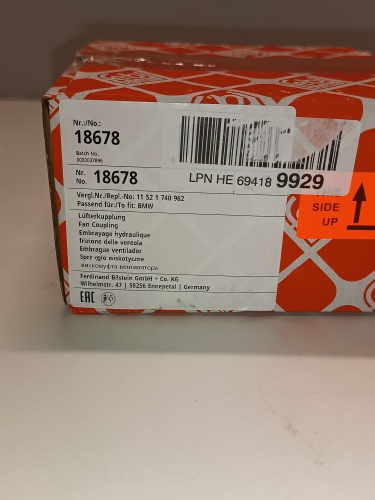 Nr.:/No.:
18678
Batch No.
0000037896
Nr.
No. 18678
LPN HE 69418 9929
Vergl.Nr./Repl.-No: 11 52 1 740 962
Passend für:/To fit: BMW
Lüfterkupplung
Fan Coupling
Embrayage hydraulique
frizione della ventola
Embrague ventilador
wiskotyczne
вискомуфта вентилятора
Ferdinand Bilstein GmbH + Co. KG
Wilhelmstr. 47 | 58256 Ennepetal | Germany
EAC
SIDE
UP